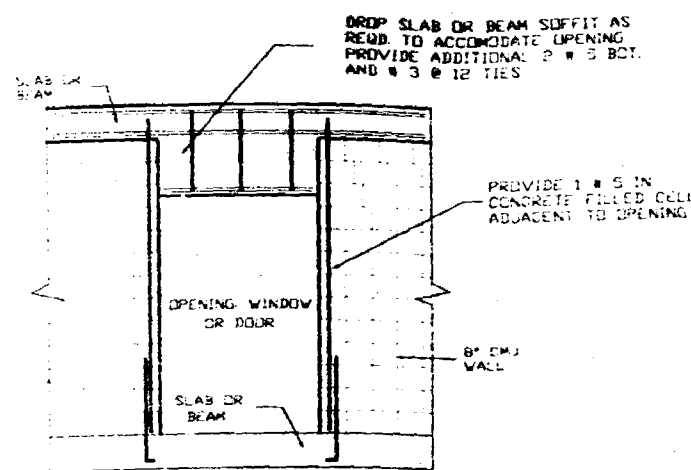 DROP SLAB OR BEAM SOFFIT AS
REQD. TO ACCOMODATE OPENING
PROVIDE ADDITIONAL 2 # 5 BOT.
AND # 3 @ 12 TIES
SLAB OR
BEAM
PROVIDE 1 # 5 IN
CONCRETE FILLED CELL
ADJACENT TO OPENING
OPENING WINDOW
OR DOOR
8" CMU
WALL
SLAB OR
BEAM